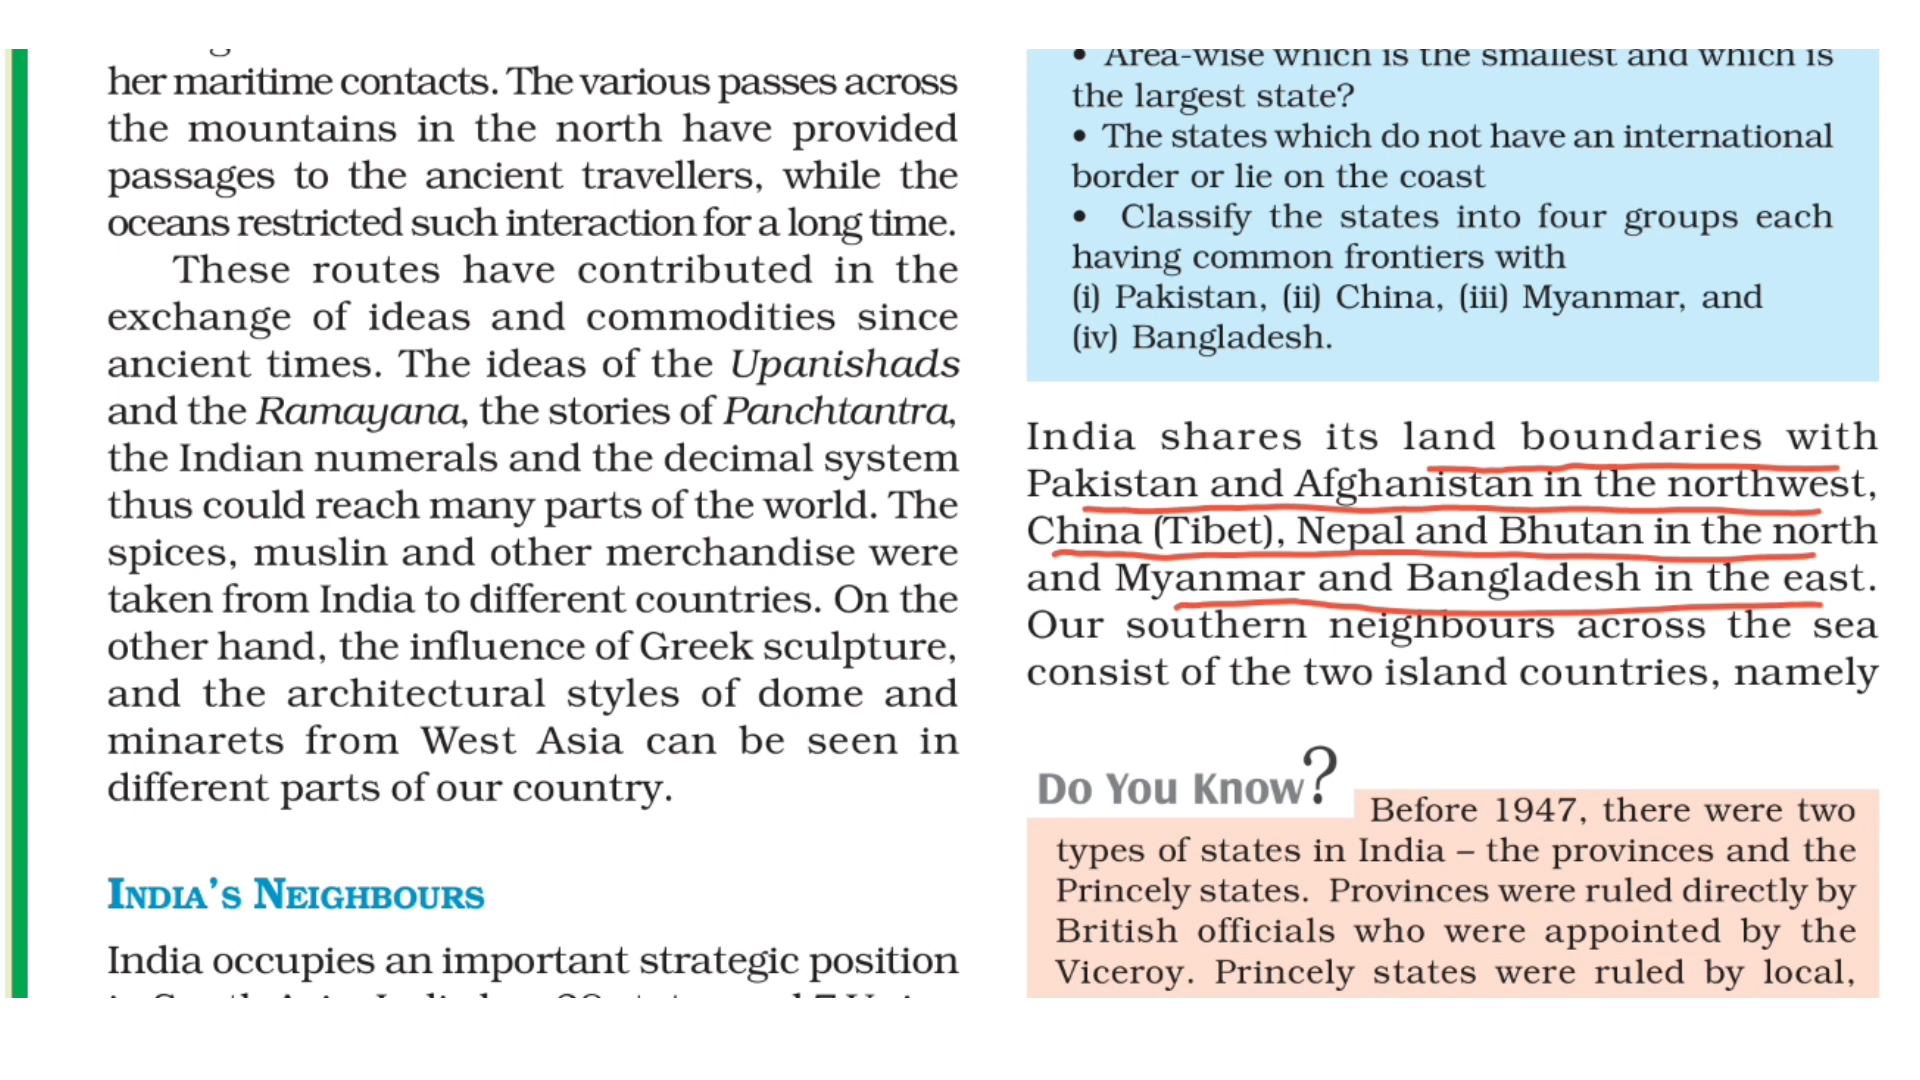 her maritime contacts. The various passes across
the mountains in the north have provided
passages to the ancient travellers, while the
oceans restricted such interaction for a long time.
These routes have contributed in the
exchange of ideas and commodities since
ancient times. The ideas of the Upanishads
and the Ramayana, the stories of Panchtantra,
the Indian numerals and the decimal system
thus could reach many parts of the world. The
spices, muslin and other merchandise were
taken from India to different countries. On the
other hand, the influence of Greek sculpture,
and the architectural styles of dome and
minarets from West Asia can be seen in
different parts of our country.
INDIA'S NEIGHBOURS
India occupies an important strategic position
• Area-wise which is the smallest and which is
the largest state?
• The states which do not have an international
border or lie on the coast
• Classify the states into four groups each
having common frontiers with
(i) Pakistan, (ii) China, (iii) Myanmar, and
(iv) Bangladesh.
India shares its land boundaries with
Pakistan and Afghanistan in the northwest,
China (Tibet), Nepal and Bhutan in the north
and Myanmar and Bangladesh in the east.
Our southern neighbours across the sea
consist of the two island countries, namely
Do You Know?
Before 1947, there were two
types of states in India – the provinces and the
Princely states. Provinces were ruled directly by
British officials who were appointed by the
Viceroy. Princely states were ruled by local,